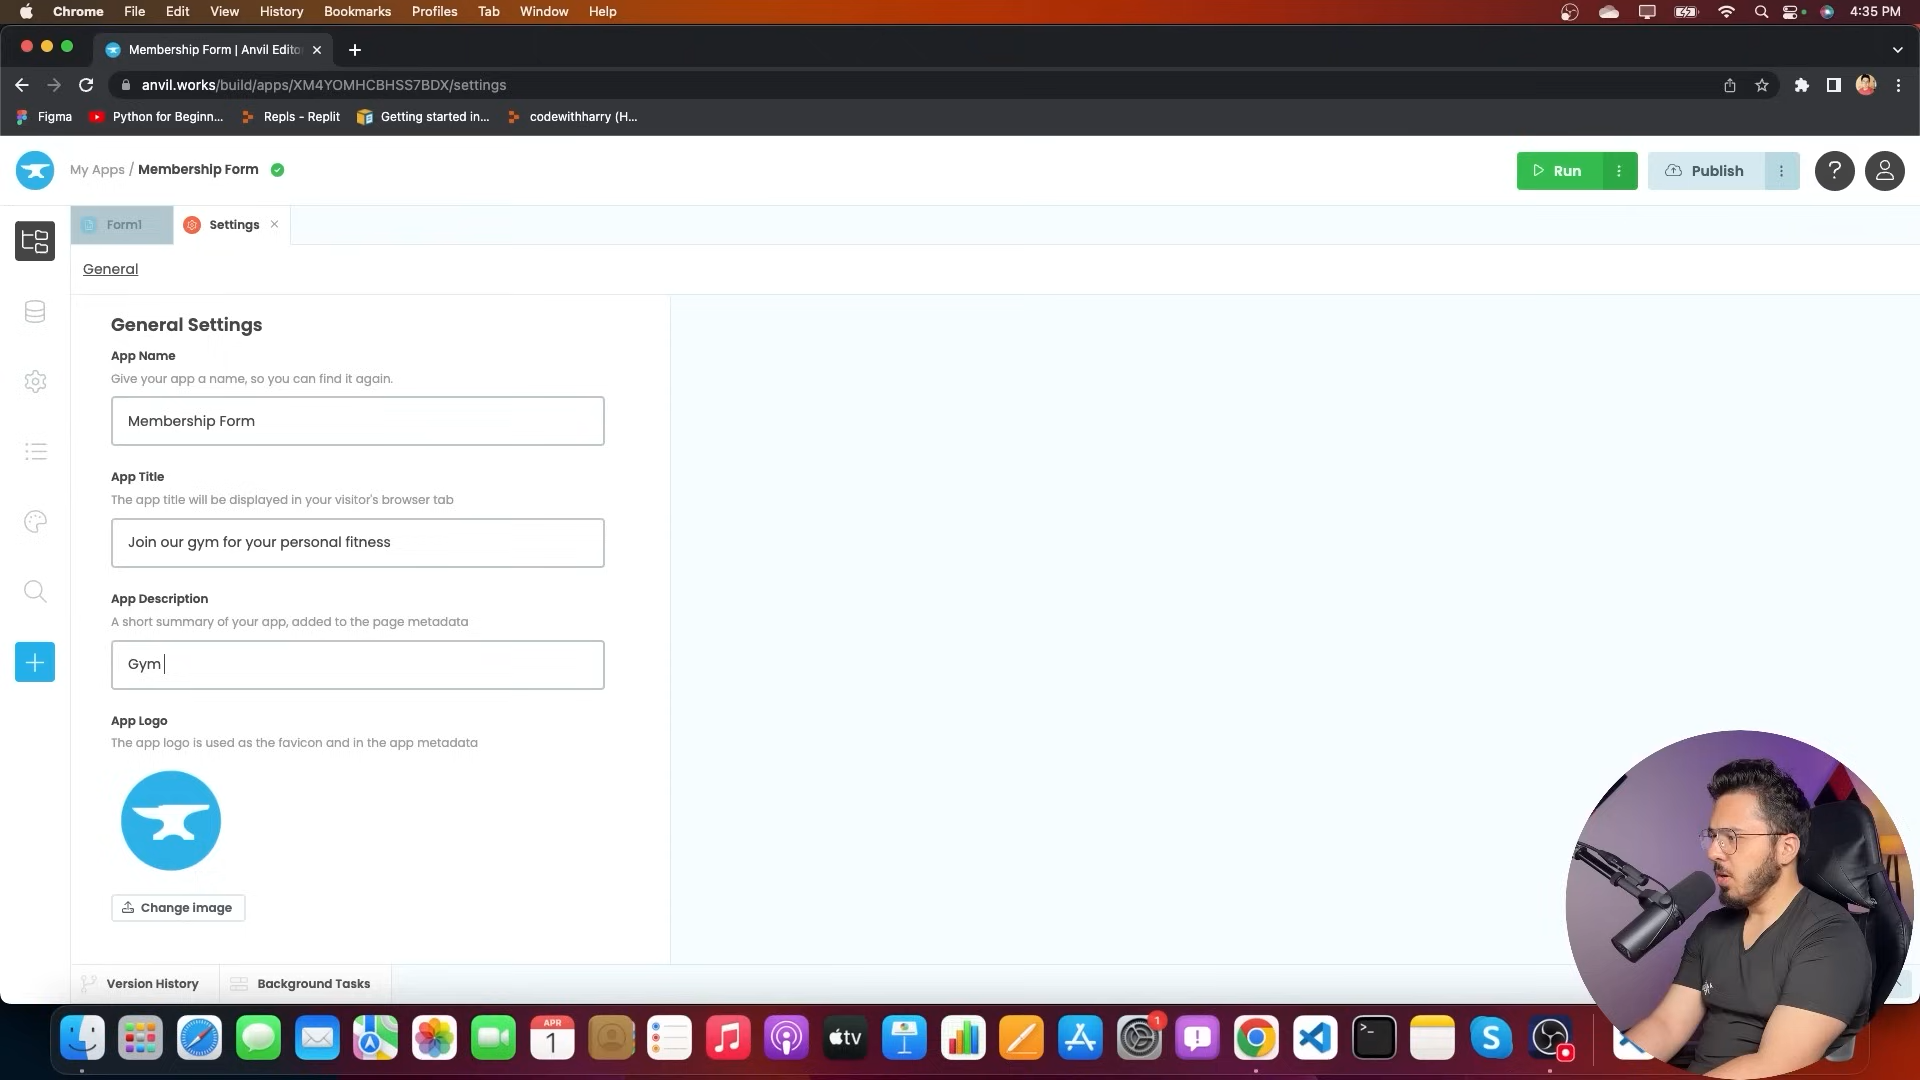 Chrome File Edit View History Bookmarks Profiles Tab Window Help 4:35 PM
Membership Form | Anvil Edito
anvil.works/build/apps/XM4YOMHCBHSS7BDX/settings
Figma Python for Beginn... Repls - Replit Getting started in... codewithharry (H...
My Apps / Membership Form Run Publish ?
Form1 Settings
General
General Settings
App Name
Give your app a name, so you can find it again.
Membership Form
App Title
The app title will be displayed in your visitor's browser tab
Join our gym for your personal fitness
App Description
A short summary of your app, added to the page metadata
Gym
App Logo
The app logo is used as the favicon and in the app metadata
Change image
Version History Background Tasks
APR
1
tv
1